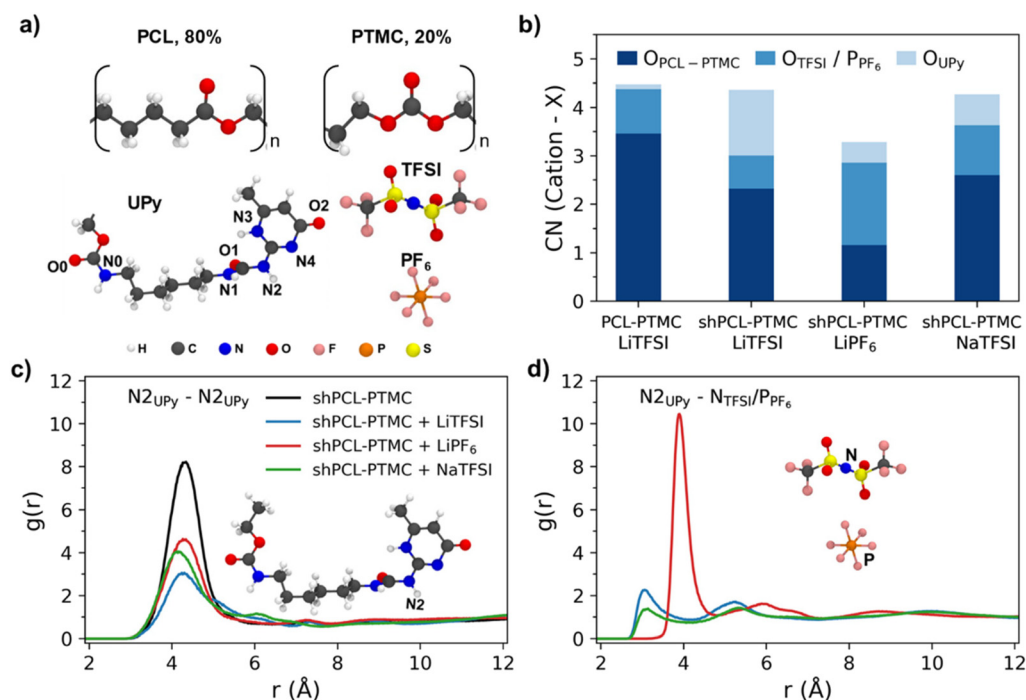 a)
PCL, 80%
PTMC, 20%
n
n
UPy
TFSI
PF6
N3
O2
N4
O1
O0
N0
N1
N2
H C N O F P S
b)
CN (Cation - X)
5
4
3
2
1
0
OPCL-PTMC OTFSI / PPF6 OUPy
PCL-PTMC
LiTFSI
shPCL-PTMC
LiTFSI
shPCL-PTMC
LiPF6
shPCL-PTMC
NaTFSI
c)
g(r)
12
10
8
6
4
2
0
N2UPy - N2UPy
shPCL-PTMC
shPCL-PTMC + LiTFSI
shPCL-PTMC + LiPF6
shPCL-PTMC + NaTFSI
N2
2 4 6 8 10 12
r (Å)
d)
g(r)
12
10
8
6
4
2
0
N2UPy - NTFSI/PPF6
N
P
2 4 6 8 10 12
r (Å)